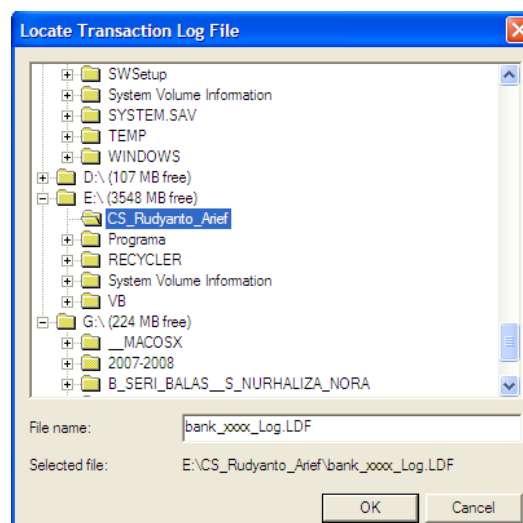 Locate Transaction Log File
SWSetup
System Volume Information
SYSTEM.SAV
TEMP
WINDOWS
D:\ (107 MB free)
E:\ (3548 MB free)
CS_Rudyanto_Arief
Programa
RECYCLER
System Volume Information
VB
G:\ (224 MB free)
__MACOSX
2007-2008
B_SERI_BALAS__S_NURHALIZA_NORA
File name: bank_xxxx_Log.LDF
Selected file: E:\CS_Rudyanto_Arief\bank_xxxx_Log.LDF
OK Cancel